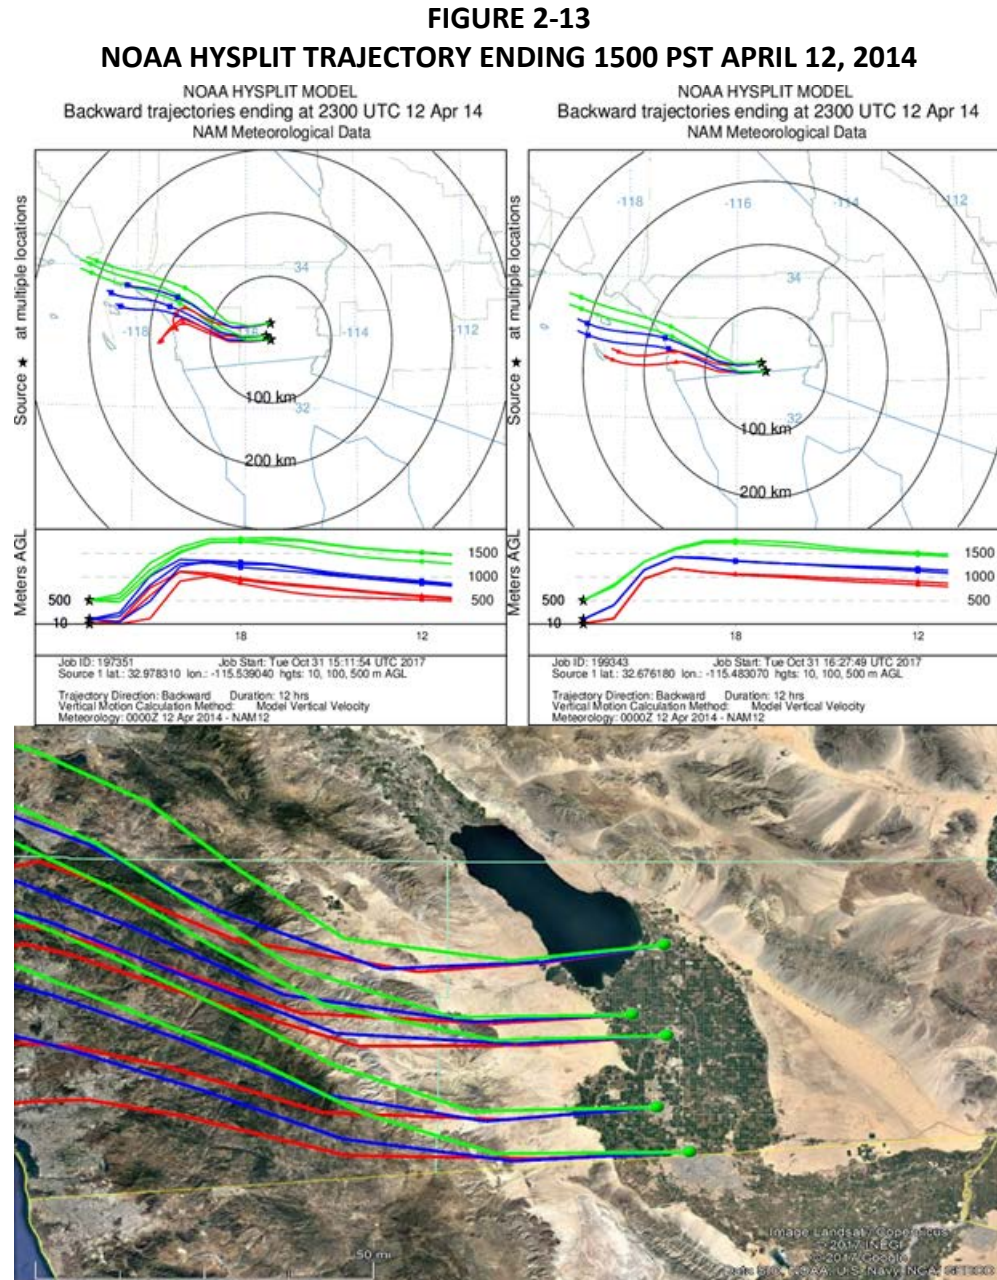 FIGURE 2-13
NOAA HYSPLIT TRAJECTORY ENDING 1500 PST APRIL 12, 2014
NOAA HYSPLIT MODEL
Backward trajectories ending at 2300 UTC 12 Apr 14
NAM Meteorological Data
Source ★ at multiple locations
34
-118
-114
-112
32
100 km
200 km
Meters AGL
1500
1000
500
500
10
18
12
Job ID: 197351 Job Start: Tue Oct 31 15:11:54 UTC 2017
Source 1 lat.: 32.978310 lon.: -115.539040 hgts: 10, 100, 500 m AGL
Trajectory Direction: Backward Duration: 12 hrs
Vertical Motion Calculation Method: Model Vertical Velocity
Meteorology: 0000Z 12 Apr 2014 - NAM12
NOAA HYSPLIT MODEL
Backward trajectories ending at 2300 UTC 12 Apr 14
NAM Meteorological Data
Source ★ at multiple locations
-118
-116
-114
112
34
32
100 km
200 km
Meters AGL
1500
1000
500
500
10
18
12
Job ID: 199343 Job Start: Tue Oct 31 16:27:49 UTC 2017
Source 1 lat.: 32.676180 lon.: -115.483070 hgts: 10, 100, 500 m AGL
Trajectory Direction: Backward Duration: 12 hrs
Vertical Motion Calculation Method: Model Vertical Velocity
Meteorology: 0000Z 12 Apr 2014 - NAM12
50 mi
Image Landsat / Copernicus
© 2017 INEGI
© 2017 Google
Data SIO, NOAA, U.S. Navy, NGA, GEBCO